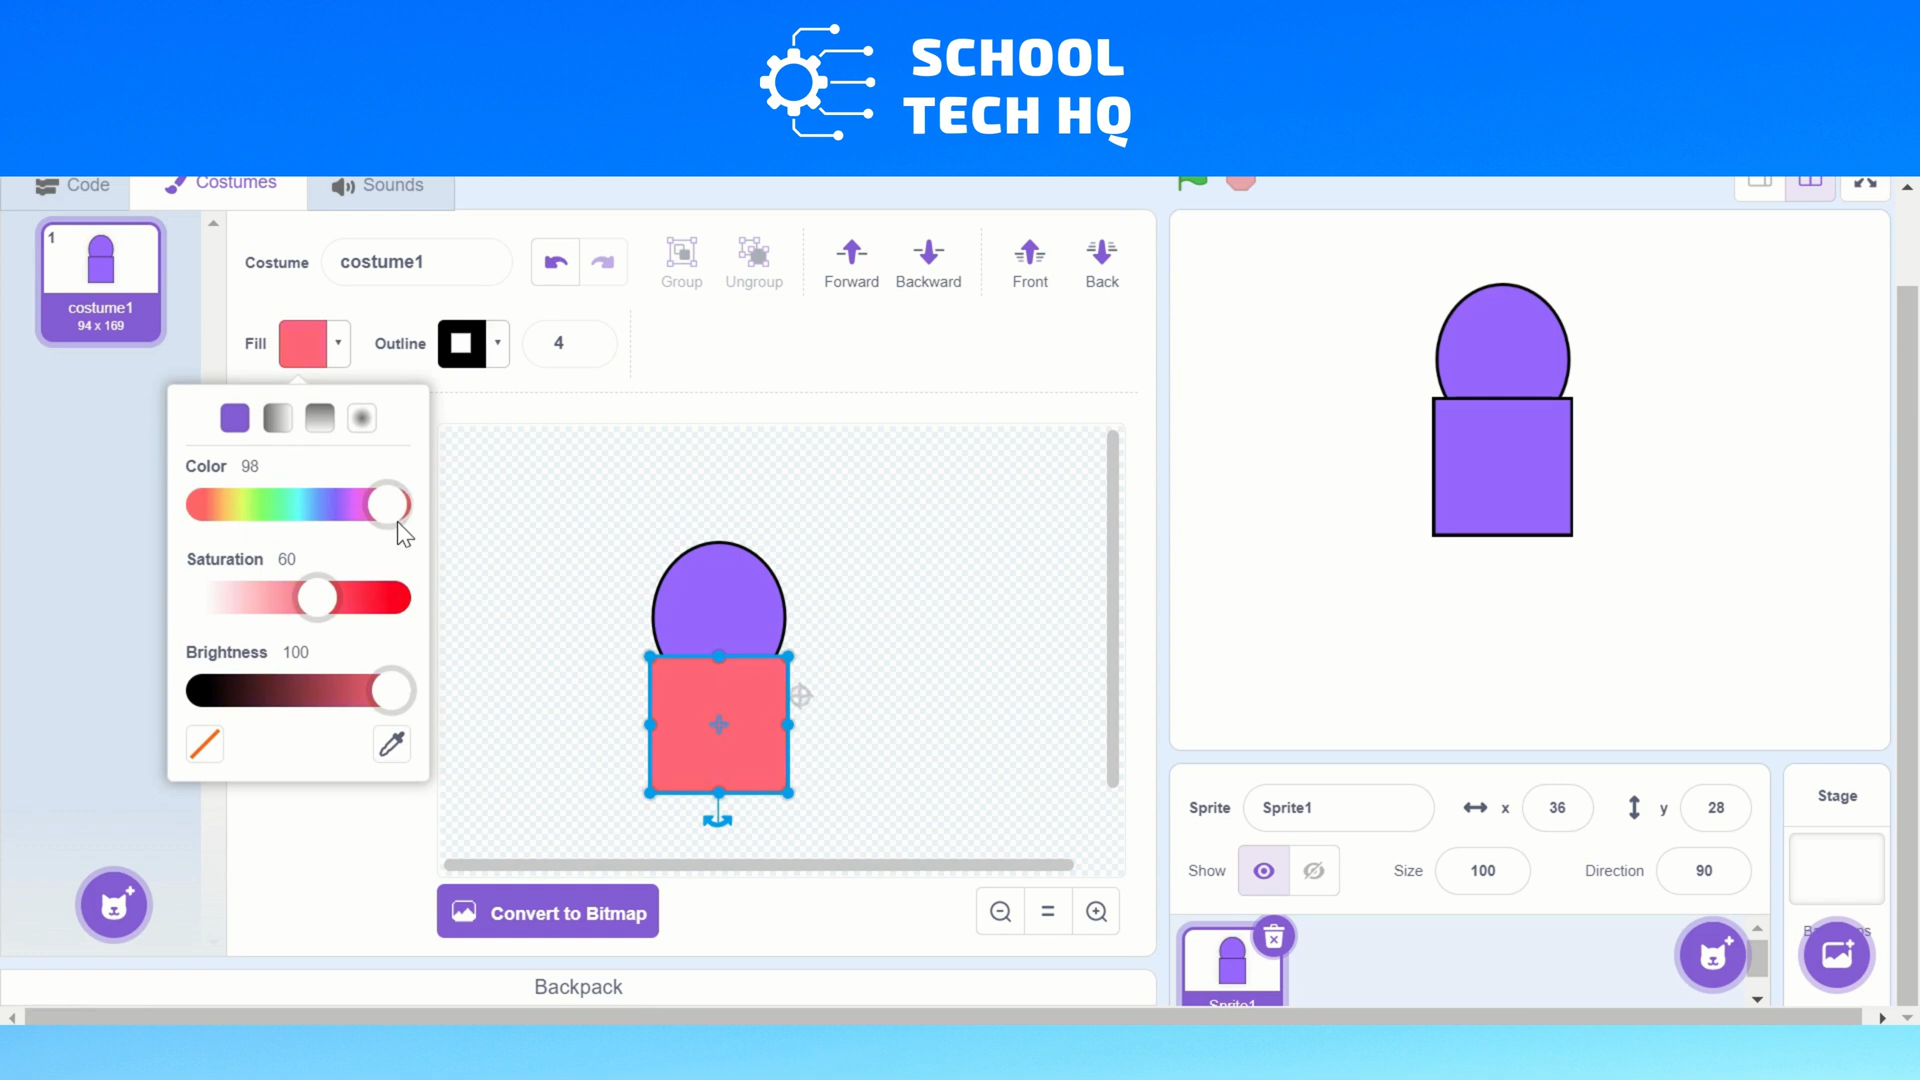 SCHOOL
TECH HQ
Code
Costumes
Sounds
1
costume1
94 x 169
Costume
costume1
Group
Ungroup
Forward
Backward
Front
Back
Fill
Outline
4
Color 98
Saturation 60
Brightness 100
Convert to Bitmap
Backpack
Sprite
Sprite1
x
36
y
28
Show
Size
100
Direction
90
Stage
Sprite1